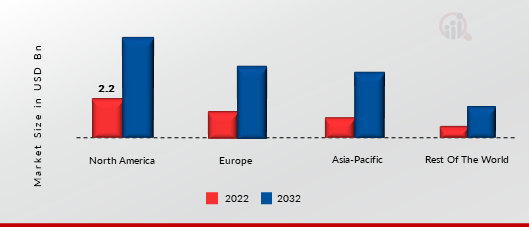 Market Size in USD Bn
2.2
North America
Europe
Asia-Pacific
Rest Of The World
2022
2032